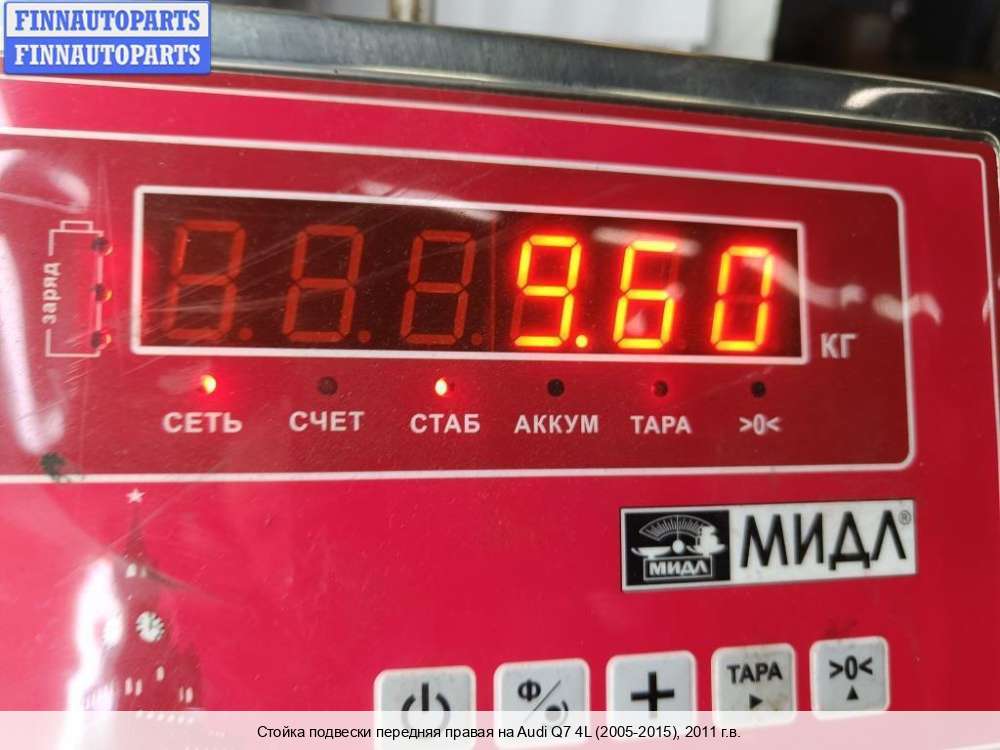 FINNAUTOPARTS
FINNAUTOPARTS
заряд
9.60
КГ
СЕТЬ СЧЕТ СТАБ АККУМ ТАРА >0<
МИДЛ
МИДЛ®
Ф
+
ТАРА
>0<
Стойка подвески передняя правая на Audi Q7 4L (2005-2015), 2011 г.в.